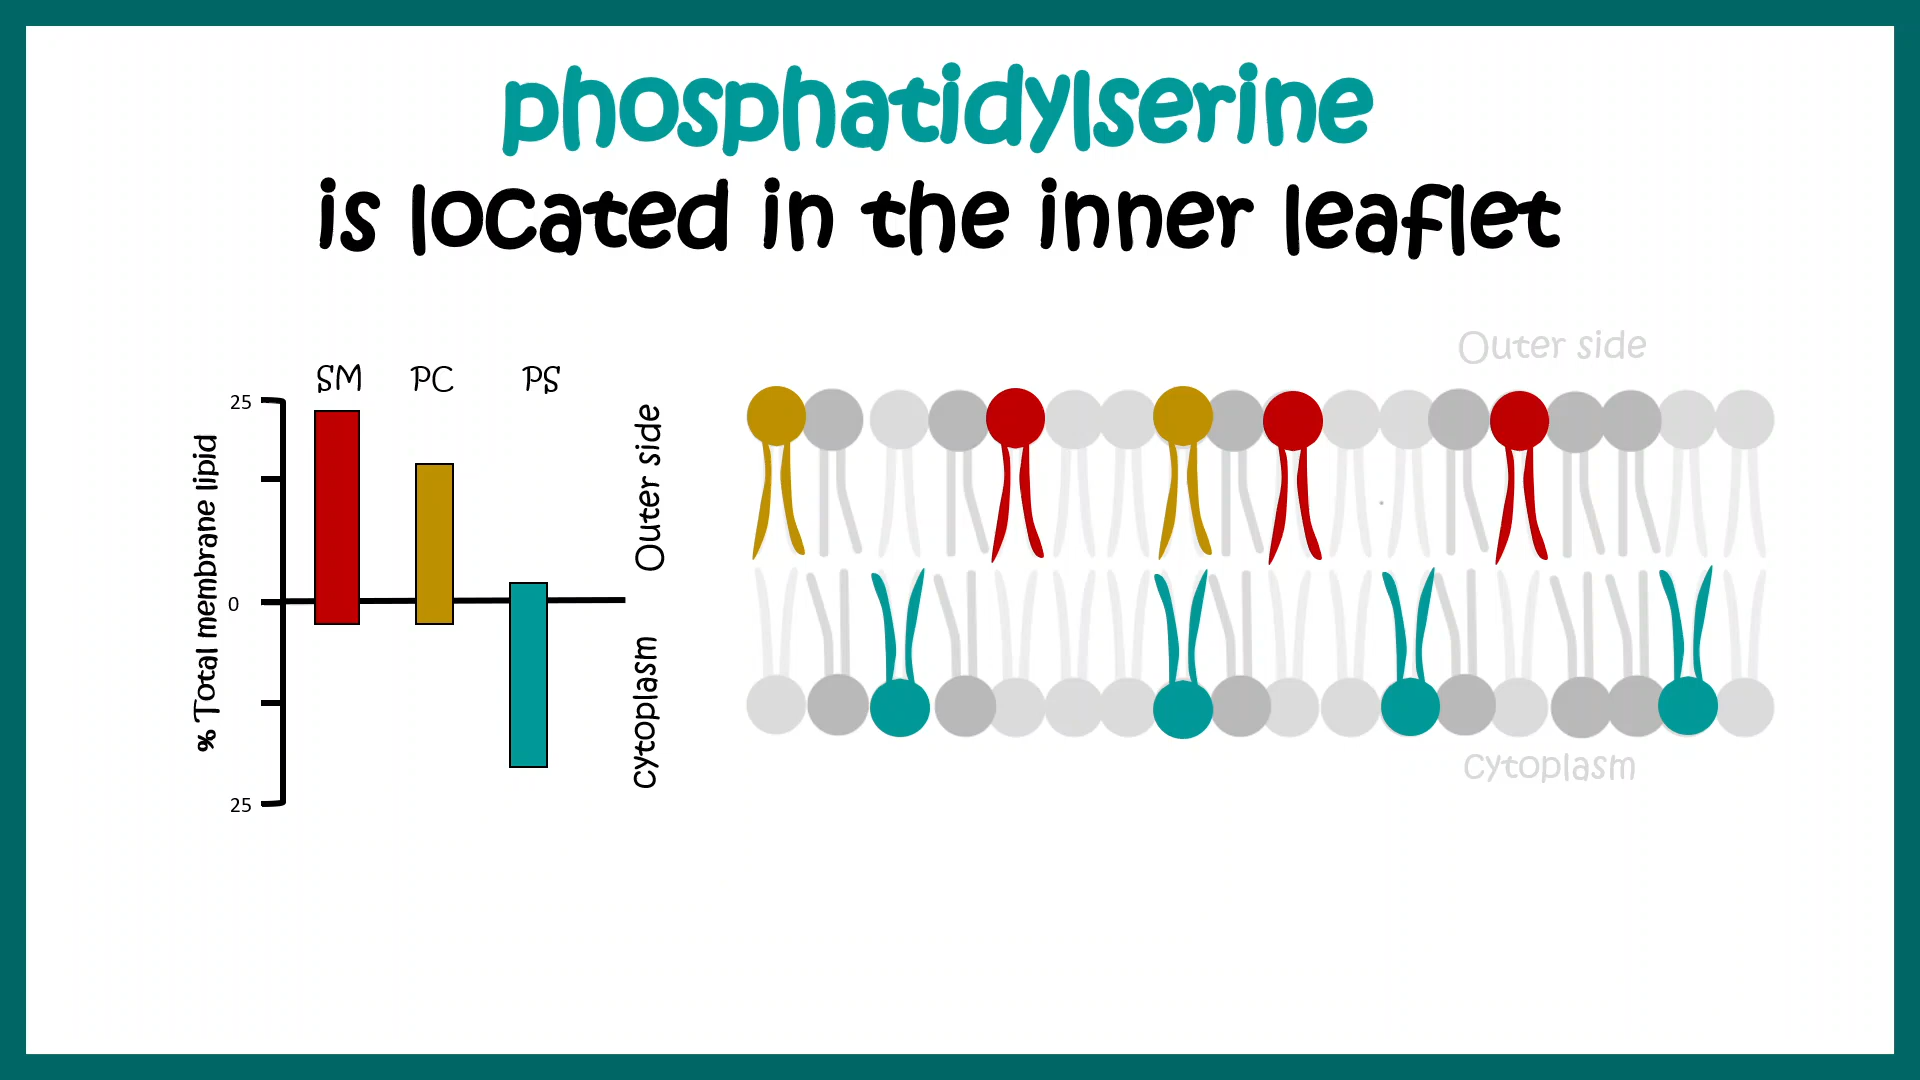 phosphatidylserine
is located in the inner leaflet
Outer side
SM PC PS
25
0
25
% Total membrane lipid
Outer side
cytoplasm
cytoplasm